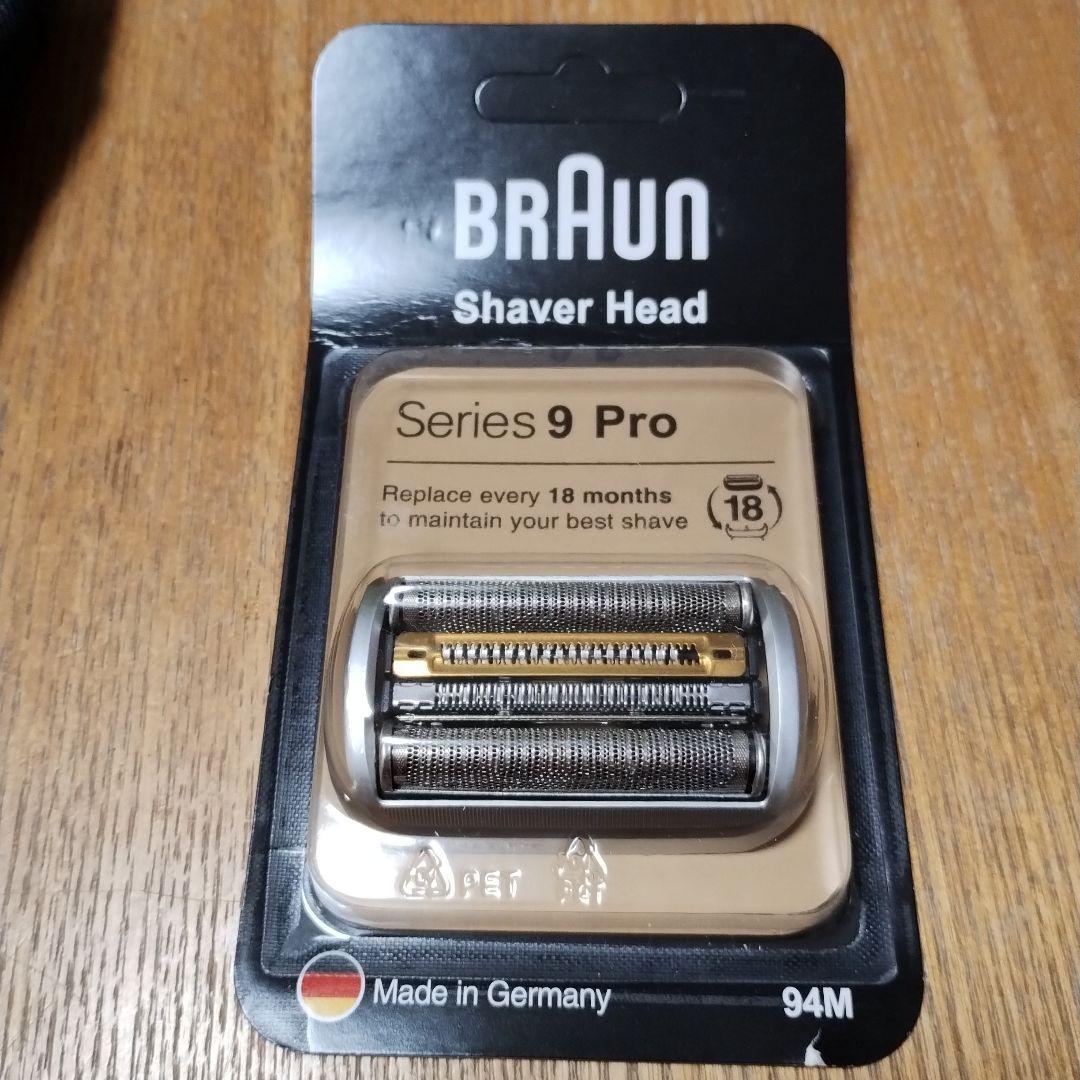 BRAUN
Shaver Head
Series 9 Pro
Replace every 18 months
to maintain your best shave
18
PET
Made in Germany
94M